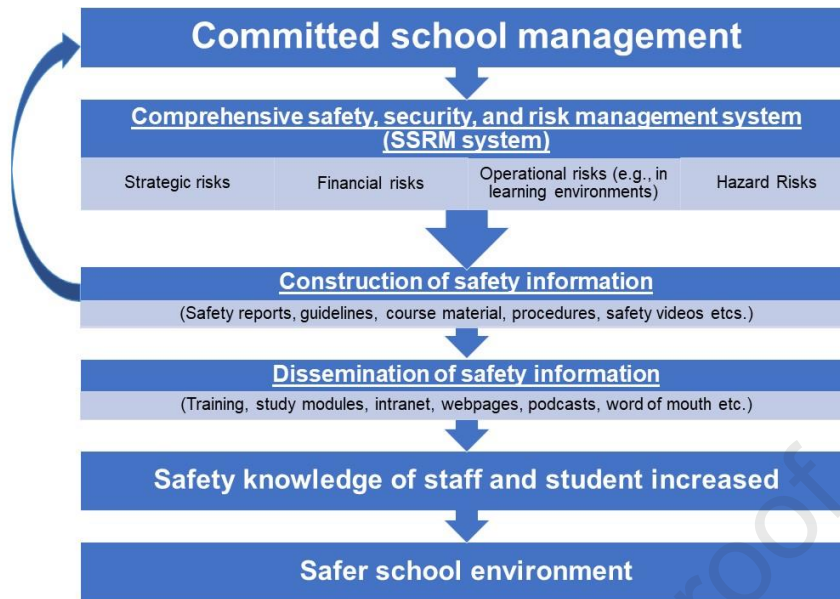 Committed school management
Comprehensive safety, security, and risk management system
(SSRM system)
Strategic risks
Financial risks
Operational risks (e.g., in
learning environments)
Hazard Risks
Construction of safety information
(Safety reports, guidelines, course material, procedures, safety videos etcs.)
Dissemination of safety information
(Training, study modules, intranet, webpages, podcasts, word of mouth etc.)
Safety knowledge of staff and student increased
Safer school environment
roof